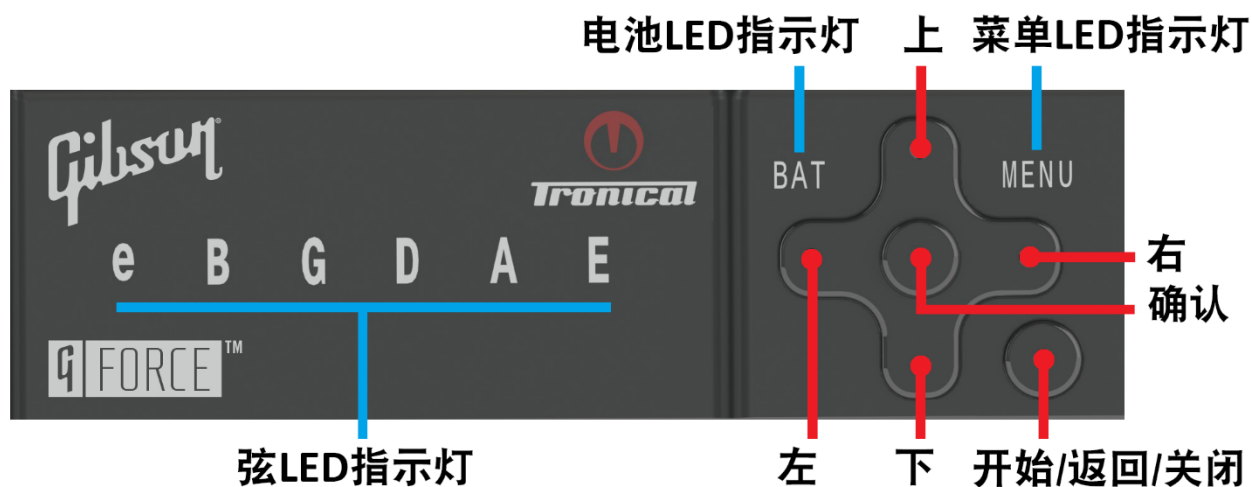 电池LED指示灯 上 菜单LED指示灯
Gibson
Tronical
BAT
MENU
e B G D A E
右
确认
G FORCE™
弦LED指示灯 左 下 开始/返回/关闭